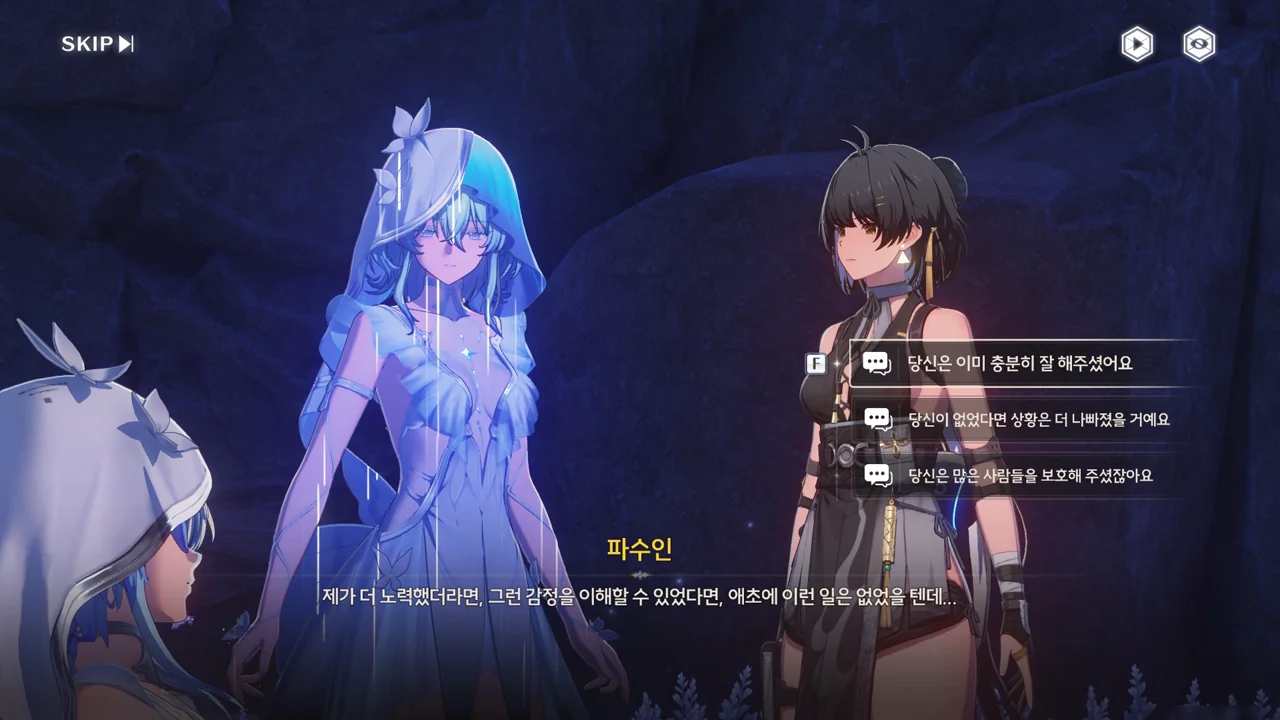 SKIP
F
당신은 이미 충분히 잘 해주셨어요
당신이 없었다면 상황은 더 나빠졌을 거예요
당신은 많은 사람들을 보호해 주셨잖아요
파수인
제가 더 노력했더라면, 그런 감정을 이해할 수 있었다면, 애초에 이런 일은 없었을 텐데...